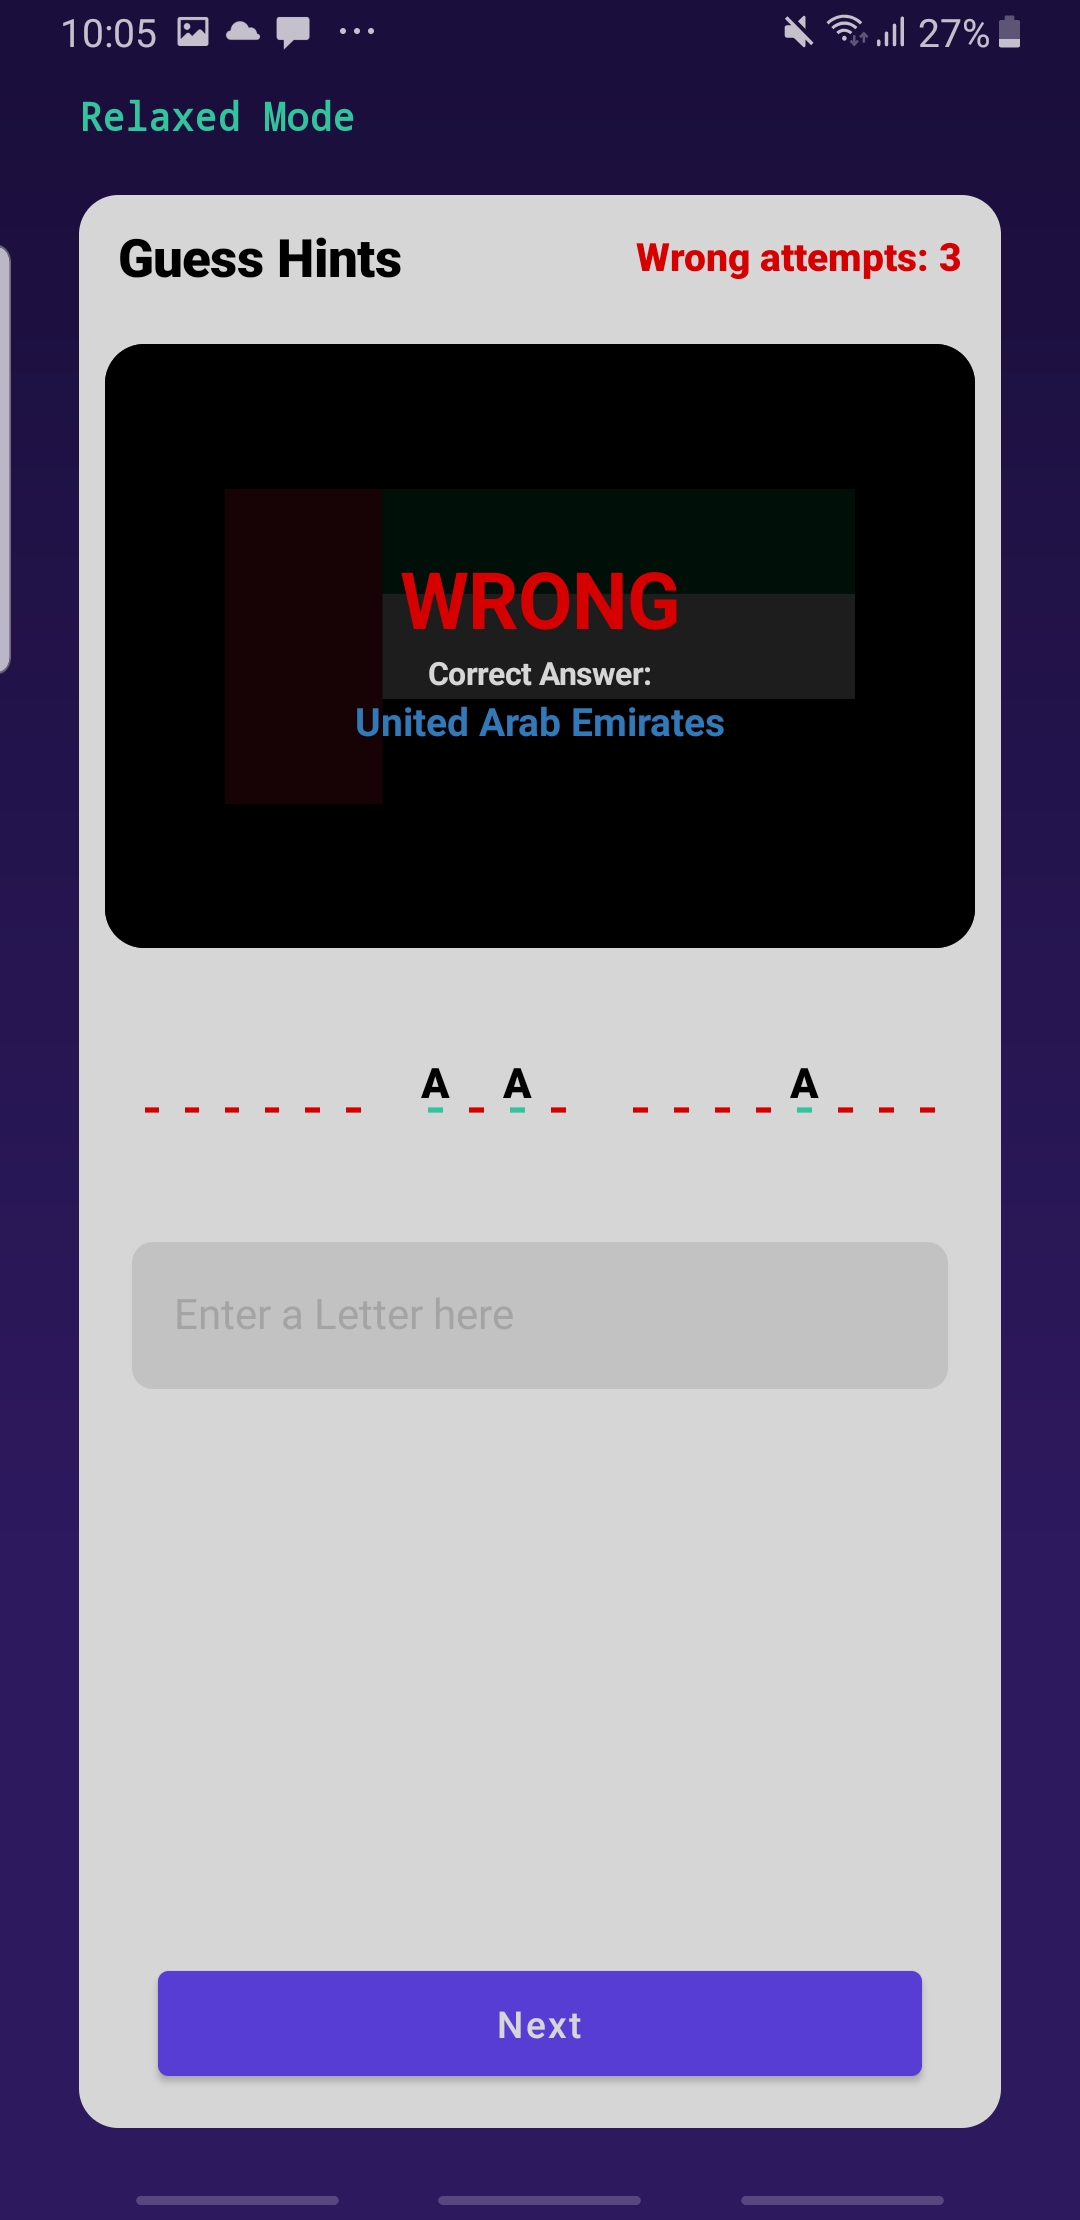 10:05 27%
Relaxed Mode
Guess Hints Wrong attempts: 3
WRONG
Correct Answer:
United Arab Emirates
A A A
Enter a Letter here
Next